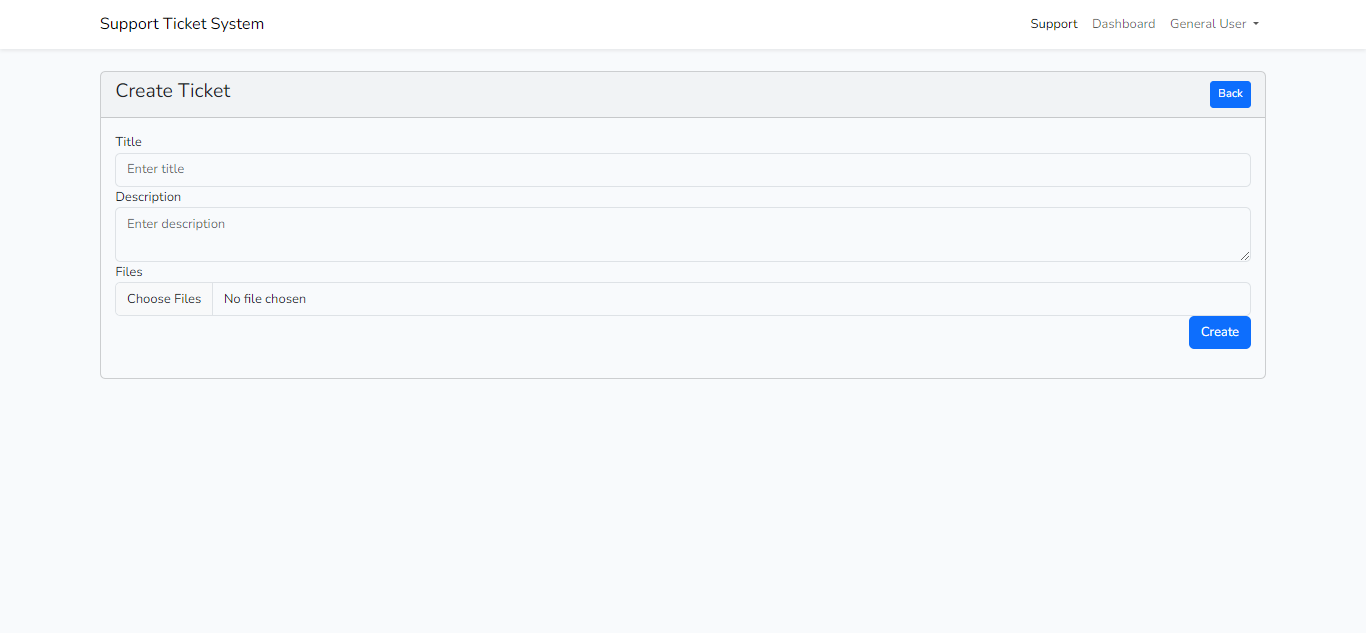 Support Ticket System
Support Dashboard General User
Create Ticket
Back
Title
Enter title
Description
Enter description
Files
Choose Files No file chosen
Create